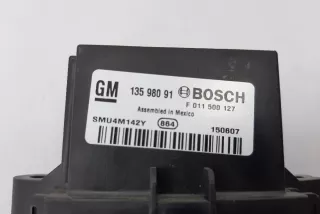 GM 135 980 91 BOSCH
F 011 500 127
Assembled in Mexico
SMU4M142Y 864
150607